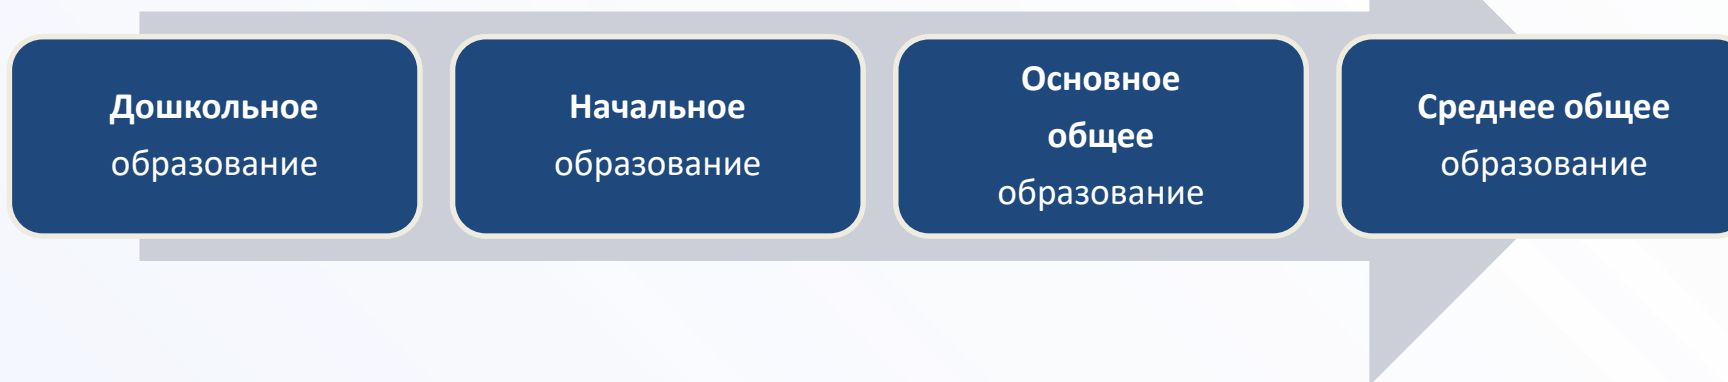 Дошкольное
образование
Начальное
образование
Основное
общее
образование
Среднее общее
образование